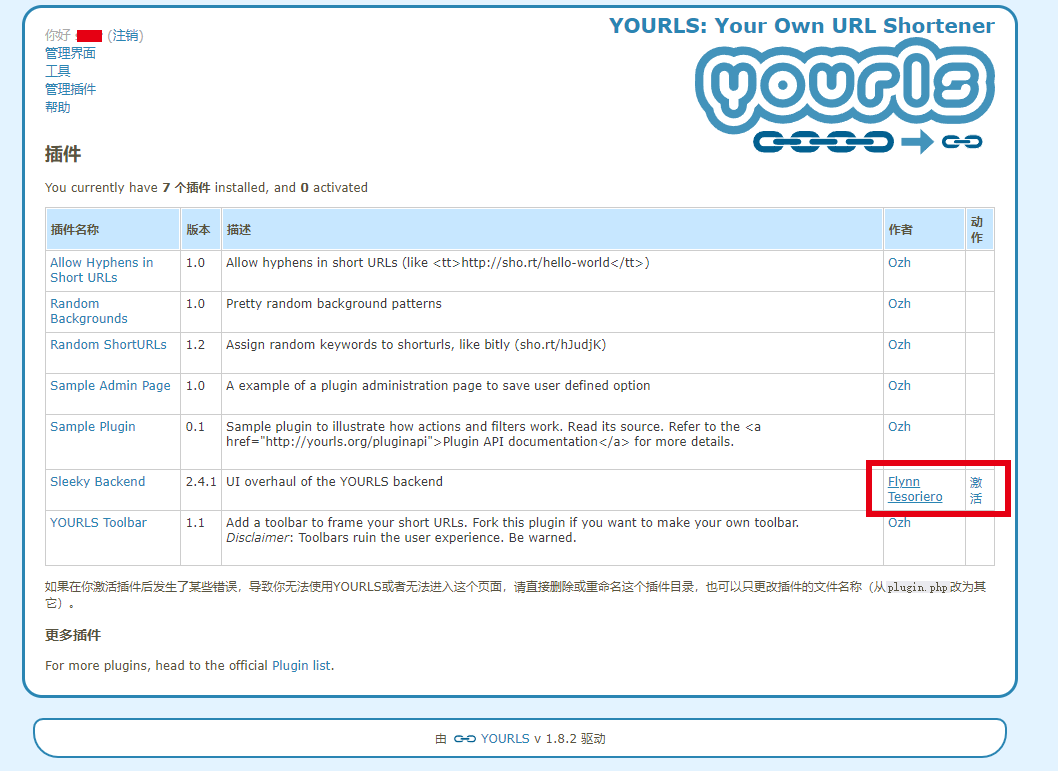 YOURLS: Your Own URL Shortener
yourls
你好 (注销)
管理界面
工具
管理插件
帮助
插件
You currently have 7 个插件 installed, and 0 activated
插件名称 版本 描述 作者 动作
Allow Hyphens in Short URLs 1.0 Allow hyphens in short URLs (like <tt>http://sho.rt/hello-world</tt>) Ozh
Random Backgrounds 1.0 Pretty random background patterns Ozh
Random ShortURLs 1.2 Assign random keywords to shorturls, like bitly (sho.rt/hJudjK) Ozh
Sample Admin Page 1.0 A example of a plugin administration page to save user defined option Ozh
Sample Plugin 0.1 Sample plugin to illustrate how actions and filters work. Read its source. Refer to the <a
href="http://yourls.org/pluginapi">Plugin API documentation</a> for more details. Ozh
Sleeky Backend 2.4.1 UI overhaul of the YOURLS backend Flynn Tesoriero 激活
YOURLS Toolbar 1.1 Add a toolbar to frame your short URLs. Fork this plugin if you want to make your own toolbar.
Disclaimer: Toolbars ruin the user experience. Be warned. Ozh
如果在你激活插件后发生了某些错误，导致你无法使用YOURLS或者无法进入这个页面，请直接删除或重命名这个插件目录，也可以只更改插件的文件名称（从plugin.php改为其
它）。
更多插件
For more plugins, head to the official Plugin list.
由 YOURLS v 1.8.2 驱动